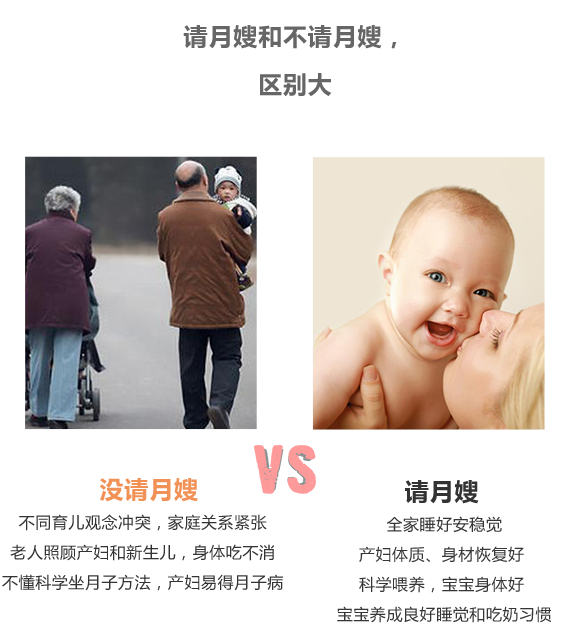 请月嫂和不请月嫂，
区别大
VS
没请月嫂
不同育儿观念冲突，家庭关系紧张
老人照顾产妇和新生儿，身体吃不消
不懂科学坐月子方法，产妇易得月子病
请月嫂
全家睡好安稳觉
产妇体质、身材恢复好
科学喂养，宝宝身体好
宝宝养成良好睡觉和吃奶习惯